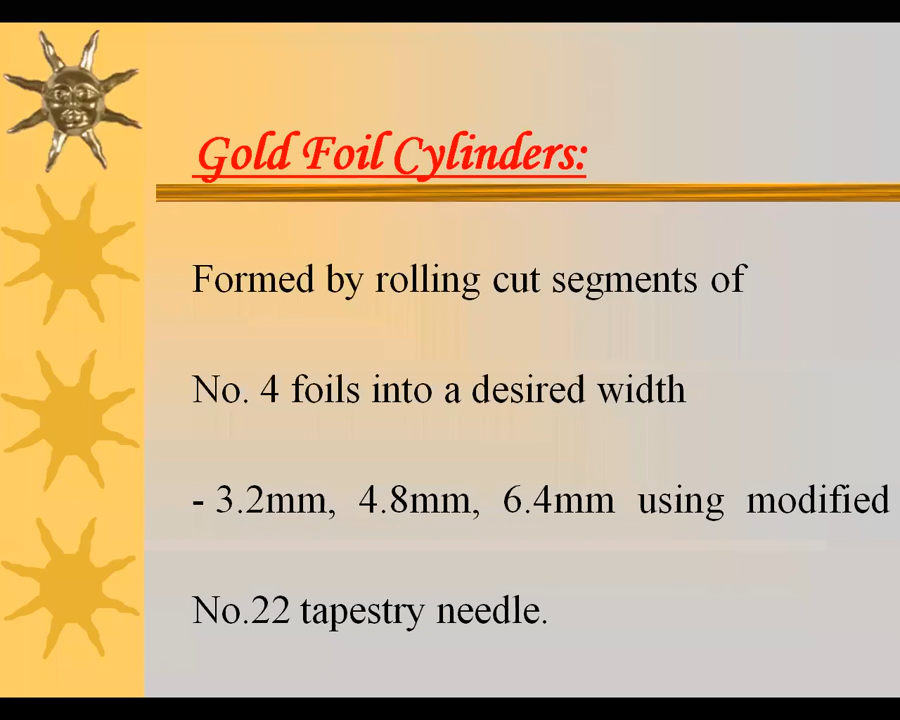 Gold Foil Cylinders:
Formed by rolling cut segments of
No. 4 foils into a desired width
- 3.2mm, 4.8mm, 6.4mm using modified
No.22 tapestry needle.